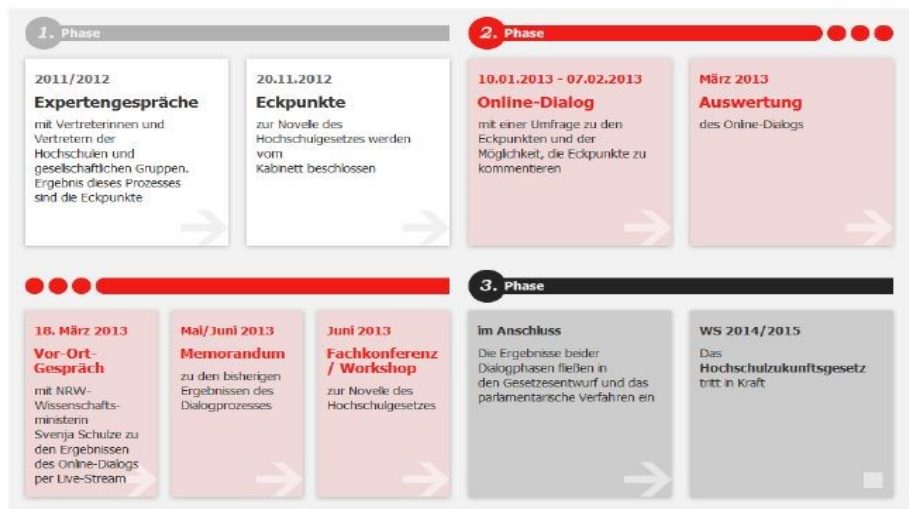 1. Phase
2011/2012
Expertengespräche
mit Vertreterinnen und
Vertretern der
Hochschulen und
gesellschaftlichen Gruppen.
Ergebnis dieses Prozesses
sind die Eckpunkte
20.11.2012
Eckpunkte
zur Novelle des
Hochschulgesetzes werden
vom
Kabinett beschlossen
2. Phase
10.01.2013 - 07.02.2013
Online-Dialog
mit einer Umfrage zu den
Eckpunkten und der
Möglichkeit, die Eckpunkte zu
kommentieren
März 2013
Auswertung
des Online-Dialogs
18. März 2013
Vor-Ort-
Gespräch
mit NRW-
Wissenschafts-
ministerin
Svenja Schulze zu
den Ergebnissen
des Online-Dialogs
per Live-Stream
Mai/Juni 2013
Memorandum
zu den bisherigen
Ergebnissen des
Dialogprozesses
Juni 2013
Fachkonferenz
/ Workshop
zur Novelle des
Hochschulgesetzes
3. Phase
im Anschluss
Die Ergebnisse beider
Dialogphasen fließen in
den Gesetzesentwurf und das
parlamentarische Verfahren ein
WS 2014/2015
Das
Hochschulzukunftsgesetz
tritt in Kraft